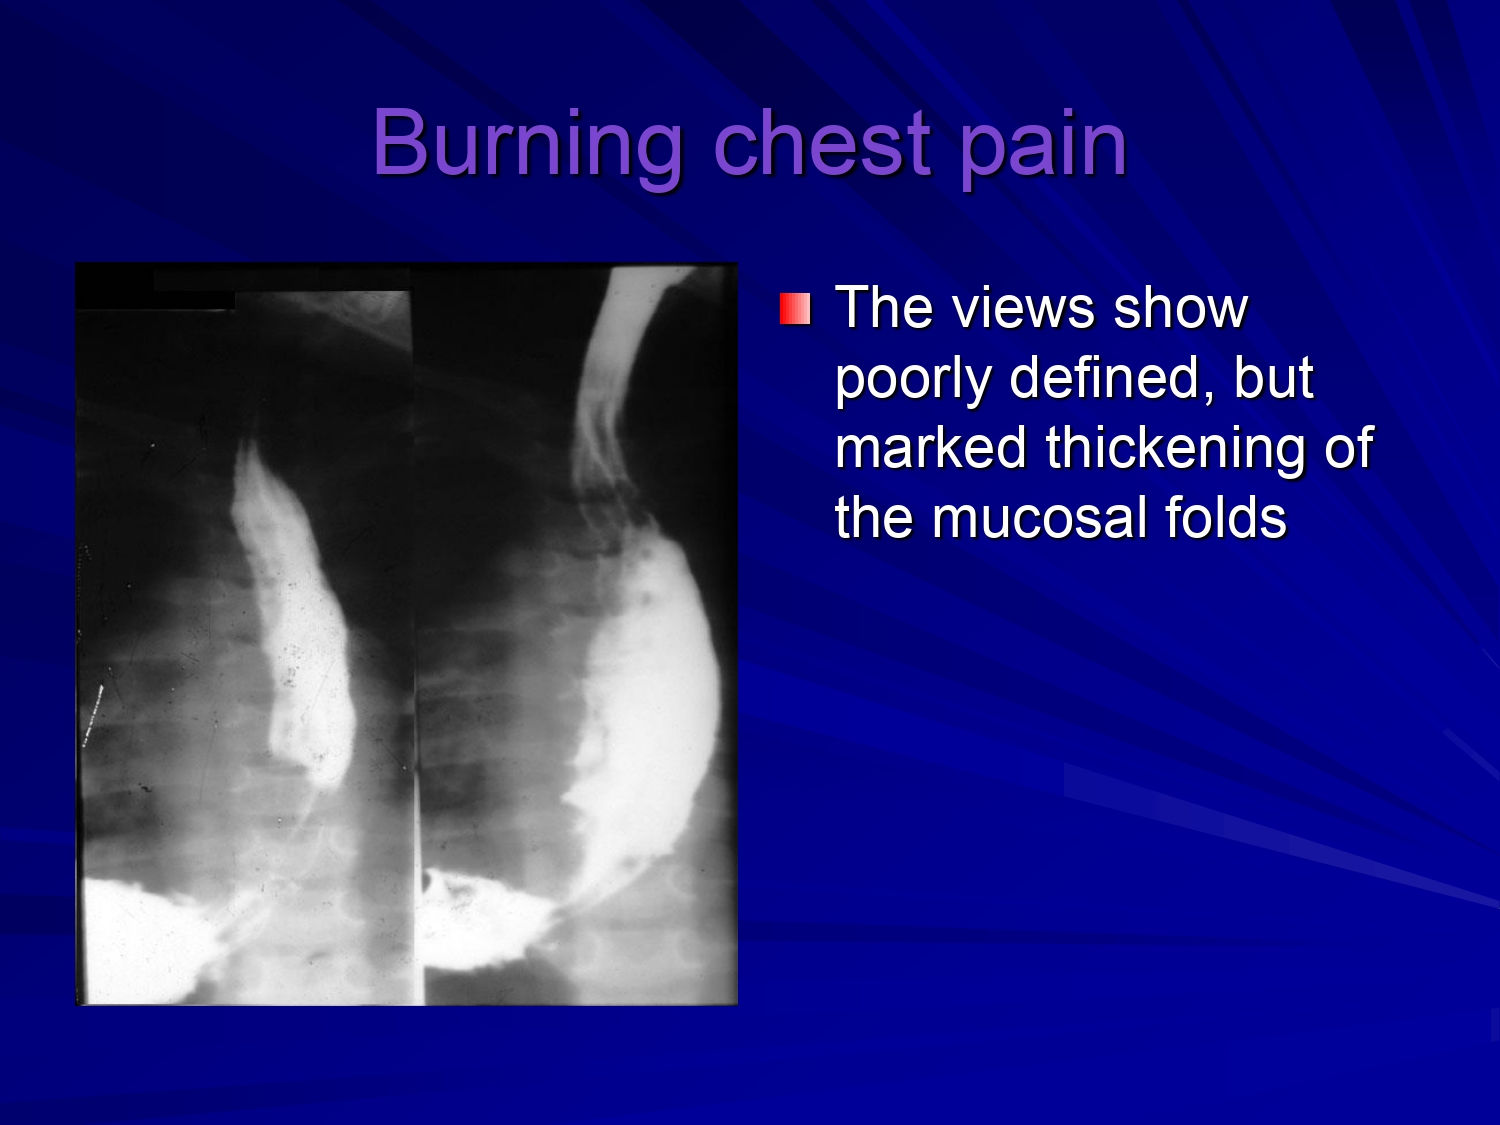 Burning chest pain
The views show
poorly defined, but
marked thickening of
the mucosal folds